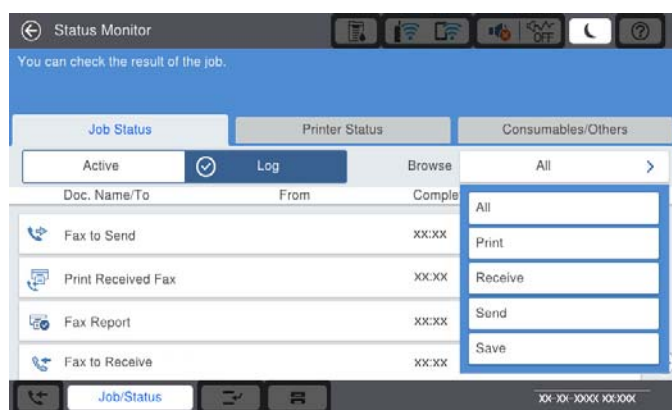 Status Monitor
OFF
You can check the result of the job.
Job Status Printer Status Consumables/Others
Active Log Browse All
Doc. Name/To From Comple
All
Fax to Send XX:XX
Print
Print Received Fax XX:XX
Receive
Fax Report XX:XX
Send
Save
Fax to Receive XX:XX
Job/Status XX-XX-XXXX XX:XXXX